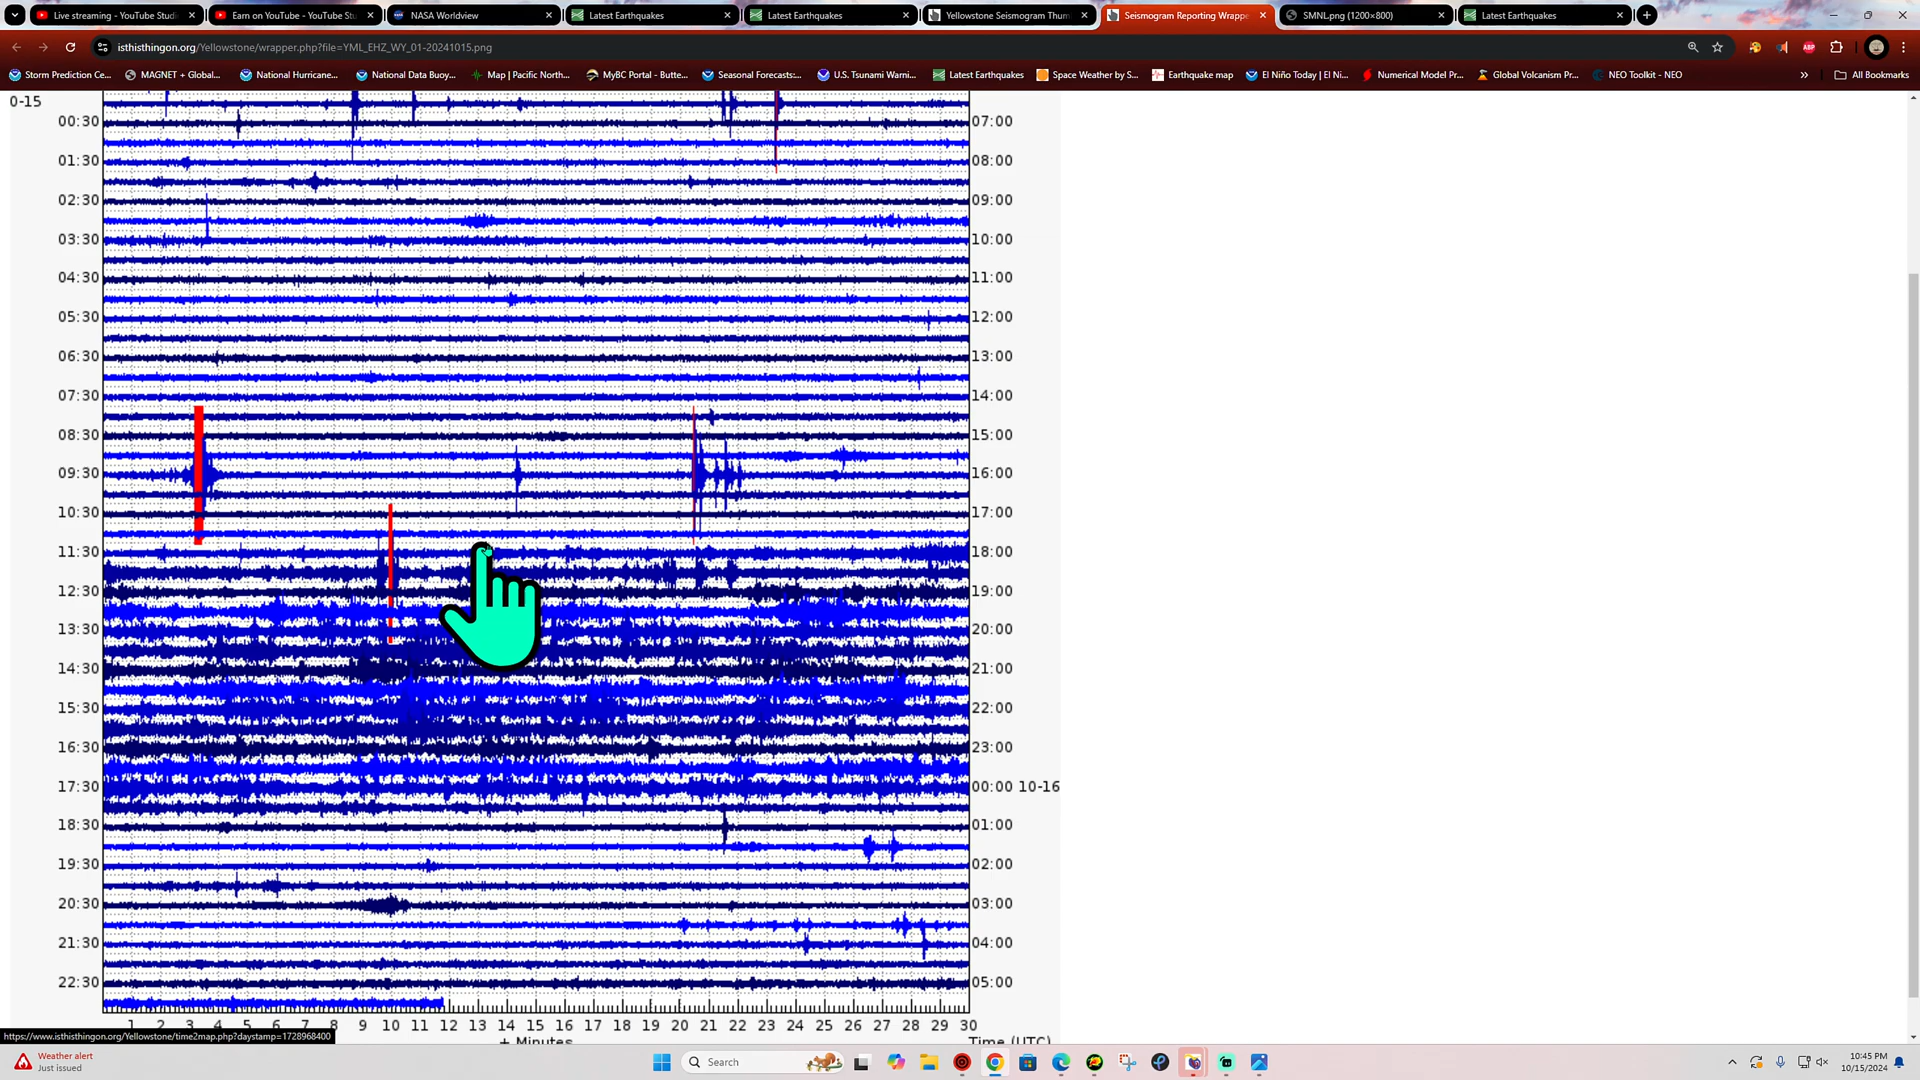 Live streaming - YouTube Studi
Earn on YouTube - YouTube Stu
NASA Worldview
Latest Earthquakes
Latest Earthquakes
Yellowstone Seismogram Thum
Seismogram Reporting Wrappe
SMNL.png (1200×800)
Latest Earthquakes
isthisthingon.org/Yellowstone/wrapper.php?file=YML_EHZ_WY_01-20241015.png
Storm Prediction Ce...
MAGNET + Global...
National Hurricane...
National Data Buoy...
Map | Pacific North...
MyBC Portal - Butte...
Seasonal Forecasts:...
U.S. Tsunami Warni...
Latest Earthquakes
Space Weather by S...
Earthquake map
El Niño Today | El Ni...
Numerical Model Pr...
Global Volcanism Pr...
NEO Toolkit - NEO
»
All Bookmarks
0-15
00:30 07:00
01:30 08:00
02:30 09:00
03:30 10:00
04:30 11:00
05:30 12:00
06:30 13:00
07:30 14:00
08:30 15:00
09:30 16:00
10:30 17:00
11:30 18:00
12:30 19:00
13:30 20:00
14:30 21:00
15:30 22:00
16:30 23:00
17:30 00:00 10-16
18:30 01:00
19:30 02:00
20:30 03:00
21:30 04:00
22:30 05:00
1 2 3 4 5 6 7 8 9 10 11 12 13 14 15 16 17 18 19 20 21 22 23 24 25 26 27 28 29 30
+ Minutes Time (UTC)
https://www.isthisthingon.org/Yellowstone/time2map.php?daystamp=1728968400
Weather alert
Just issued
Search
10:45 PM
10/15/2024